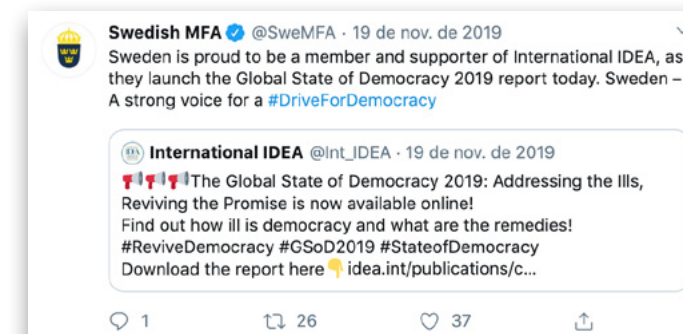 Swedish MFA @SweMFA · 19 de nov. de 2019
Sweden is proud to be a member and supporter of International IDEA, as
they launch the Global State of Democracy 2019 report today. Sweden –
A strong voice for a #DriveForDemocracy
International IDEA @Int_IDEA · 19 de nov. de 2019
The Global State of Democracy 2019: Addressing the Ills,
Reviving the Promise is now available online!
Find out how ill is democracy and what are the remedies!
#ReviveDemocracy #GSoD2019 #StateofDemocracy
Download the report here idea.int/publications/c...
1 26 37